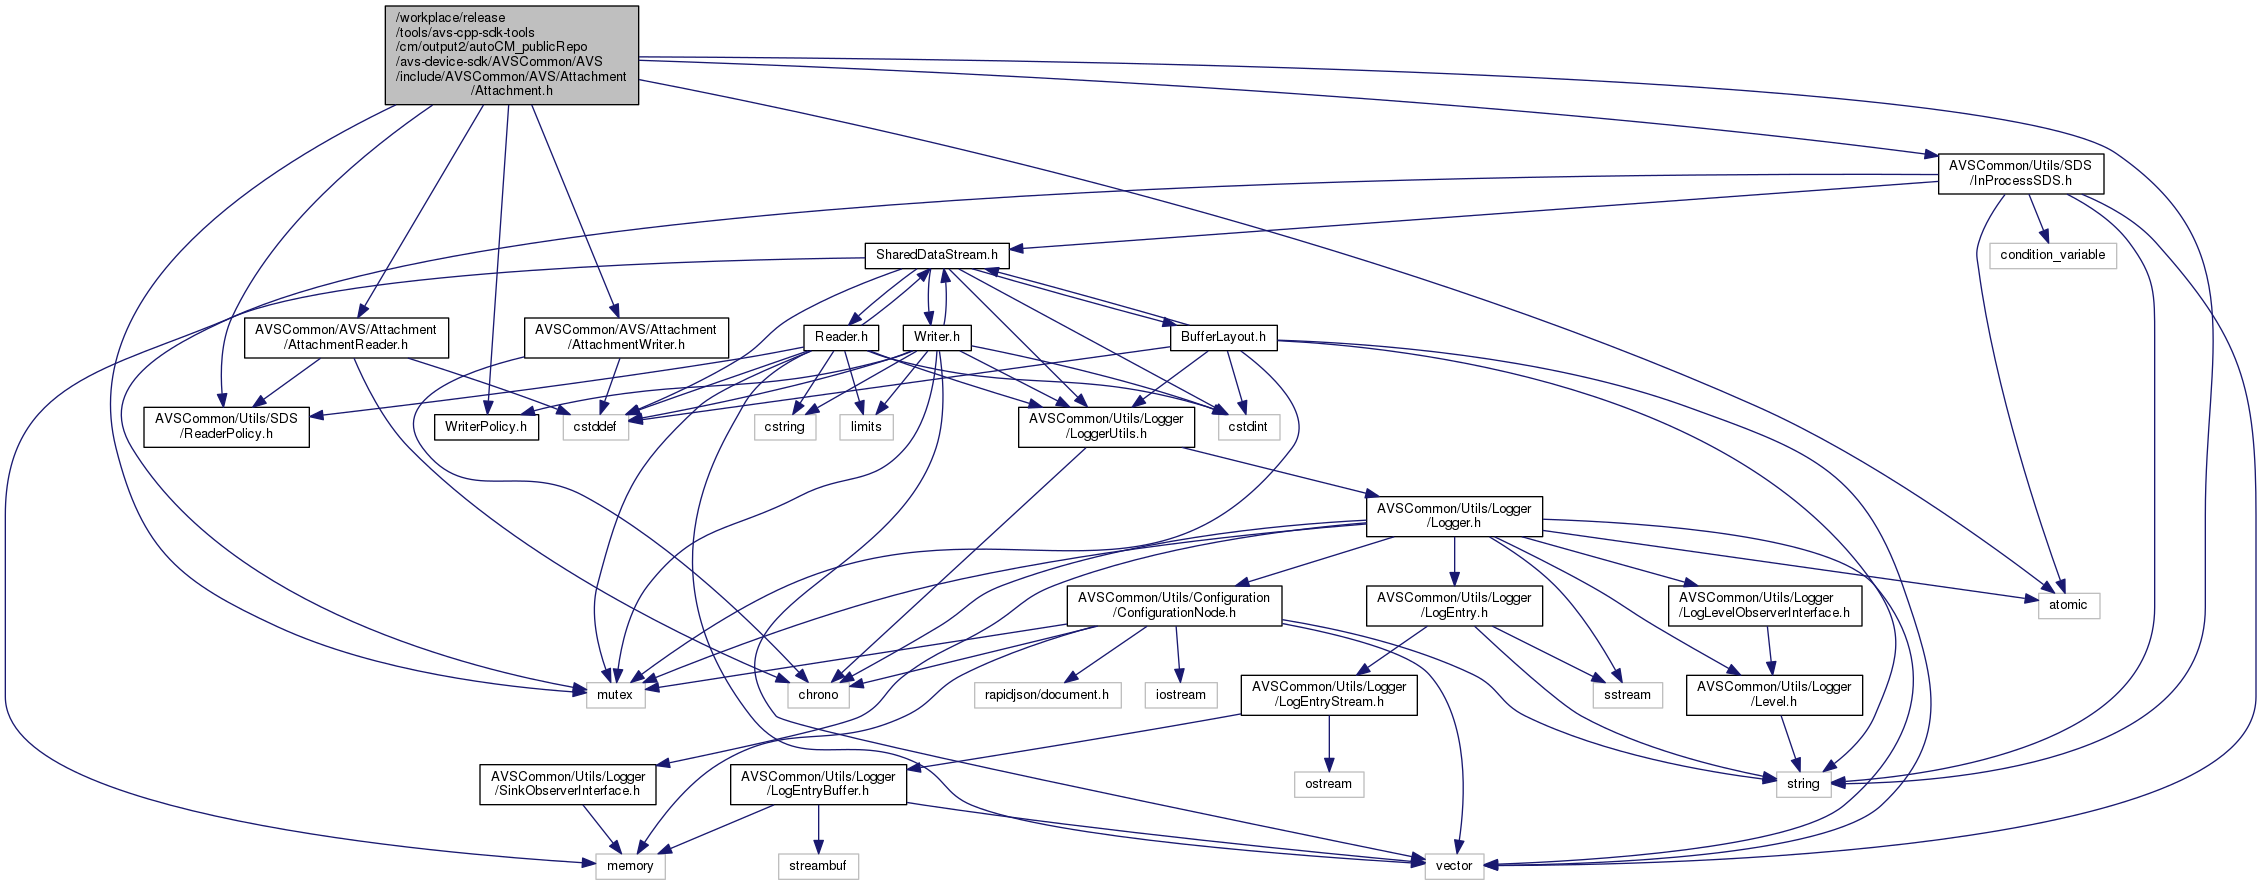 /workplace/release
/tools/avs-cpp-sdk-tools
/cm/output2/autoCM_publicRepo
/avs-device-sdk/AVSCommon/AVS
/include/AVSCommon/AVS/Attachment
/Attachment.h
AVSCommon/Utils/SDS
/InProcessSDS.h
SharedDataStream.h
condition_variable
AVSCommon/AVS/Attachment
/AttachmentReader.h
AVSCommon/AVS/Attachment
/AttachmentWriter.h
Reader.h
Writer.h
BufferLayout.h
AVSCommon/Utils/SDS
/ReaderPolicy.h
WriterPolicy.h
cstddef
cstring
limits
AVSCommon/Utils/Logger
/LoggerUtils.h
cstdint
AVSCommon/Utils/Logger
/Logger.h
AVSCommon/Utils/Configuration
/ConfigurationNode.h
AVSCommon/Utils/Logger
/LogEntry.h
AVSCommon/Utils/Logger
/LogLevelObserverInterface.h
atomic
mutex
chrono
rapidjson/document.h
iostream
AVSCommon/Utils/Logger
/LogEntryStream.h
sstream
AVSCommon/Utils/Logger
/Level.h
AVSCommon/Utils/Logger
/SinkObserverInterface.h
AVSCommon/Utils/Logger
/LogEntryBuffer.h
ostream
string
memory
streambuf
vector